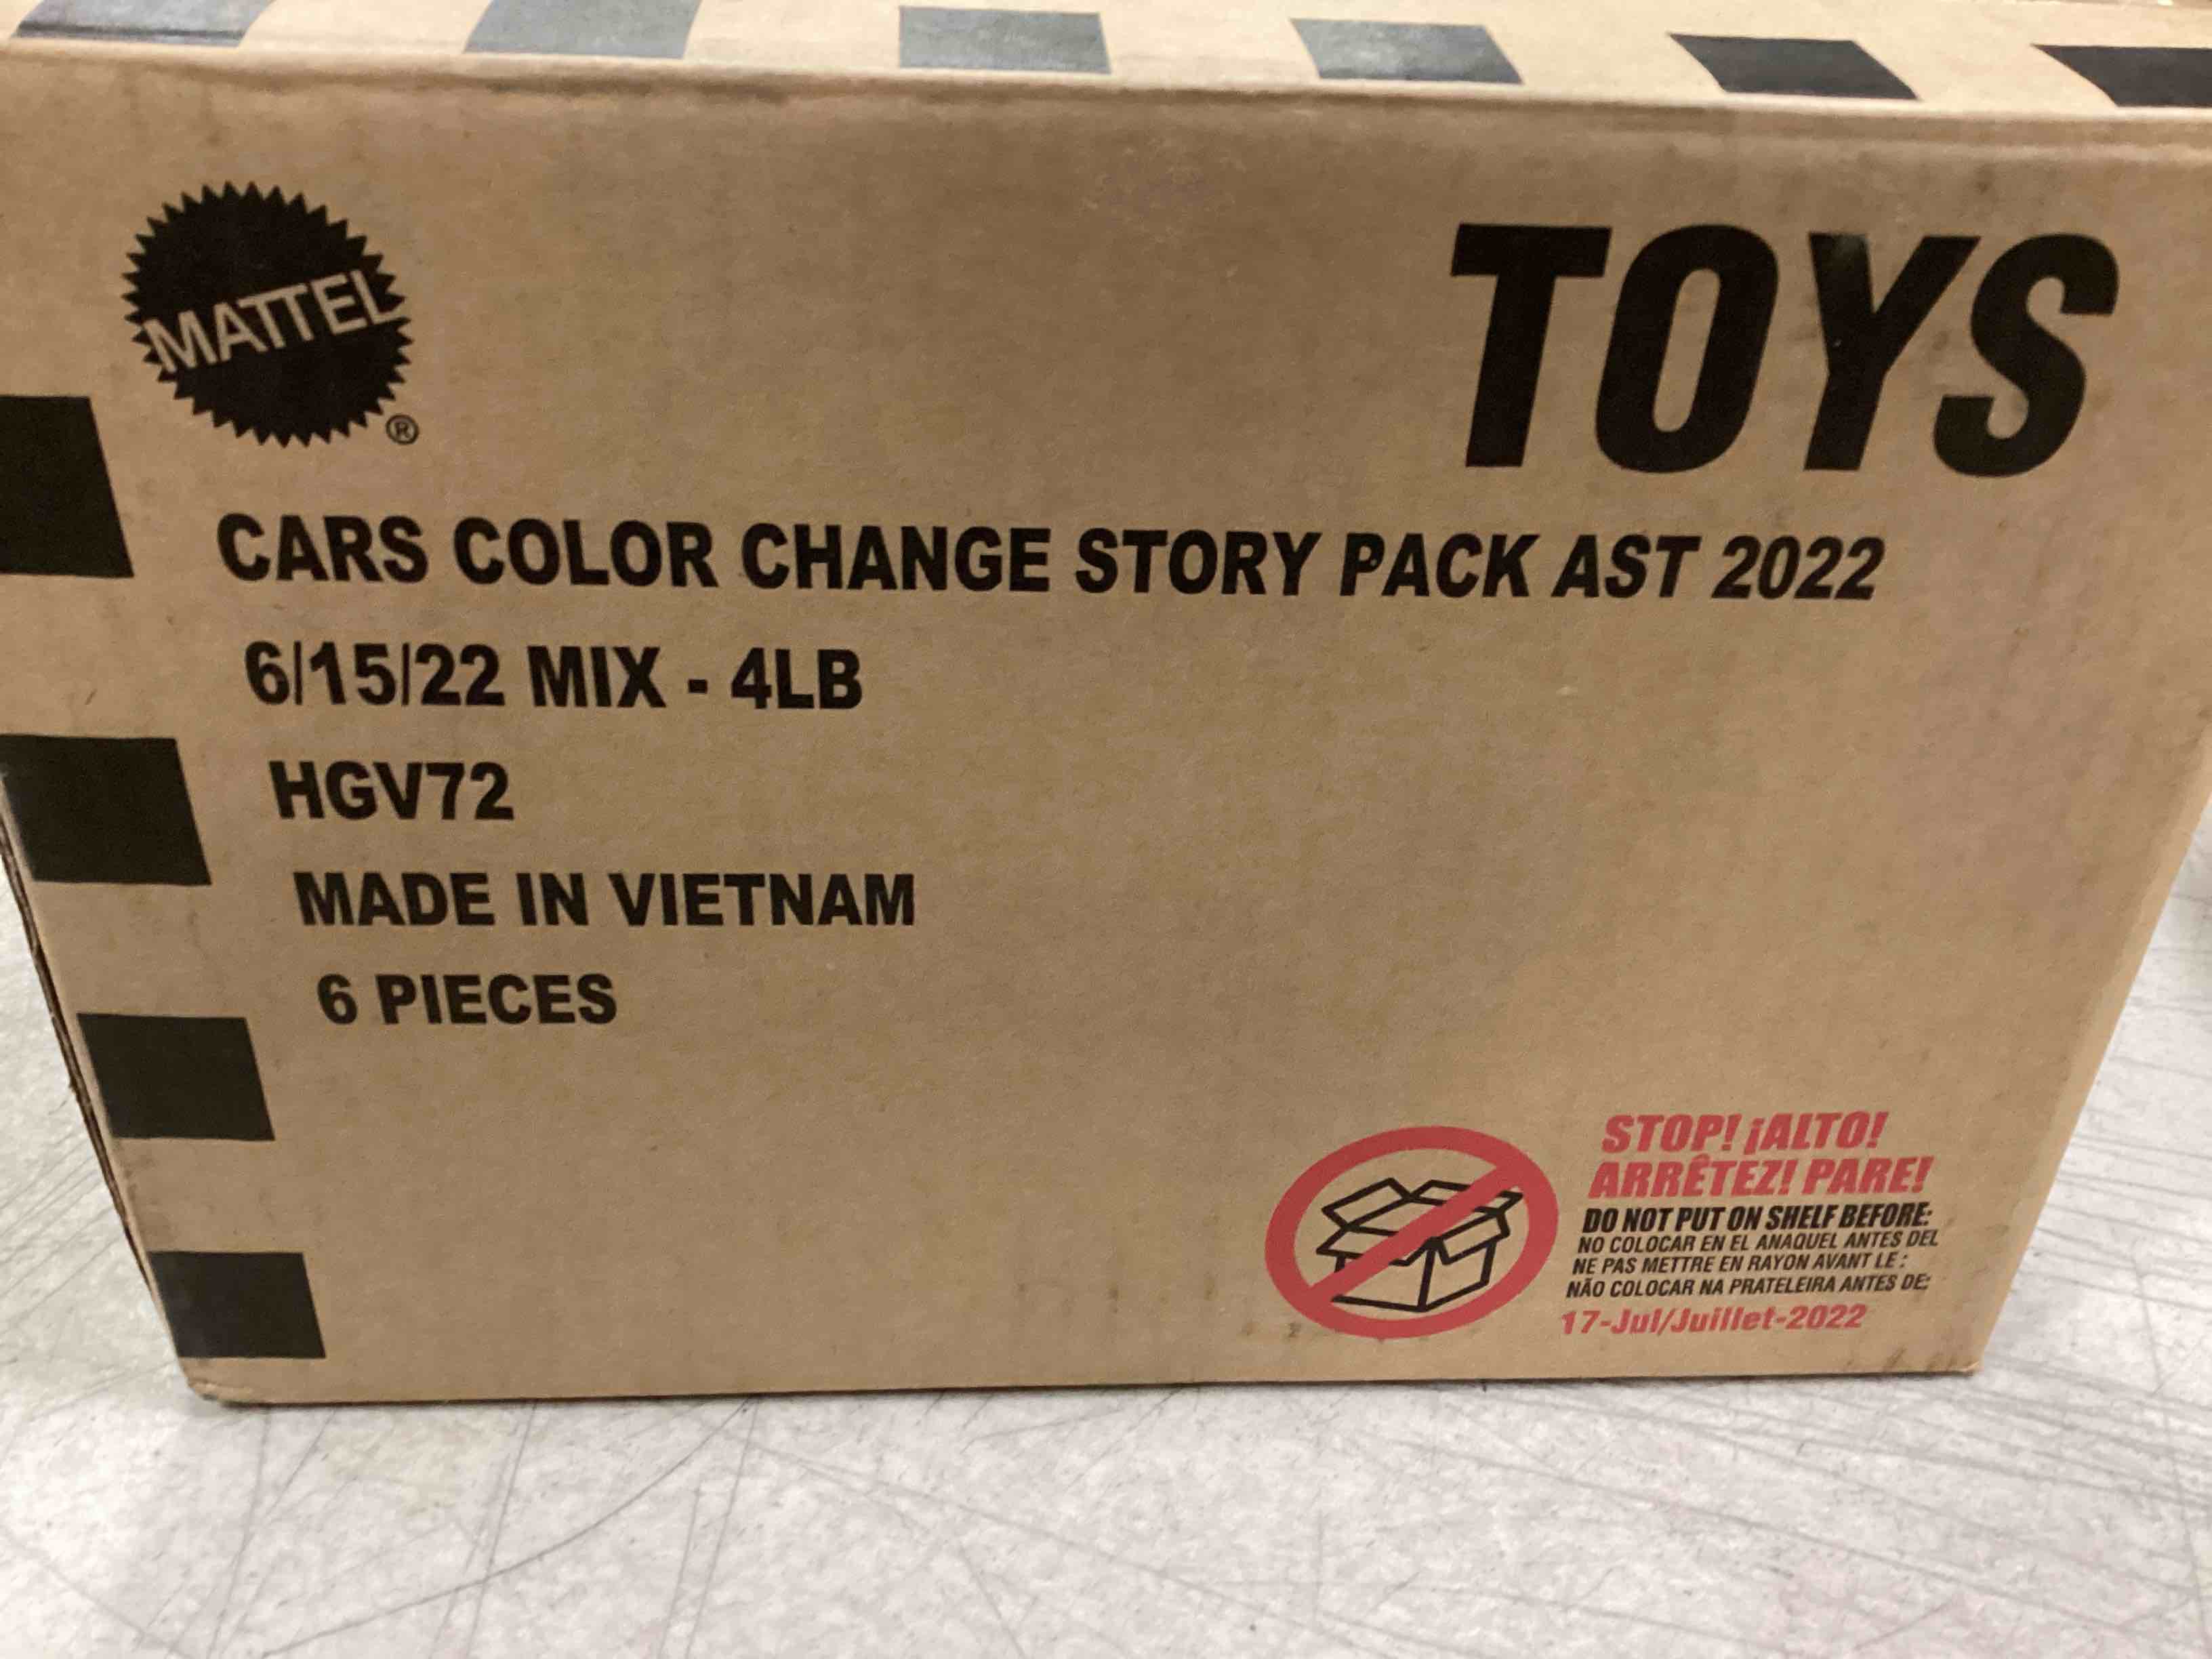 MATTEL
®
TOYS
CARS COLOR CHANGE STORY PACK AST 2022
6/15/22 MIX - 4LB
HGV72
MADE IN VIETNAM
6 PIECES
STOP! ¡ALTO!
ARRÊTEZ! PARE!
DO NOT PUT ON SHELF BEFORE:
NO COLOCAR EN EL ANAQUEL ANTES DEL
NE PAS METTRE EN RAYON AVANT LE :
NÃO COLOCAR NA PRATELEIRA ANTES DE:
17-Jul/Juillet-2022